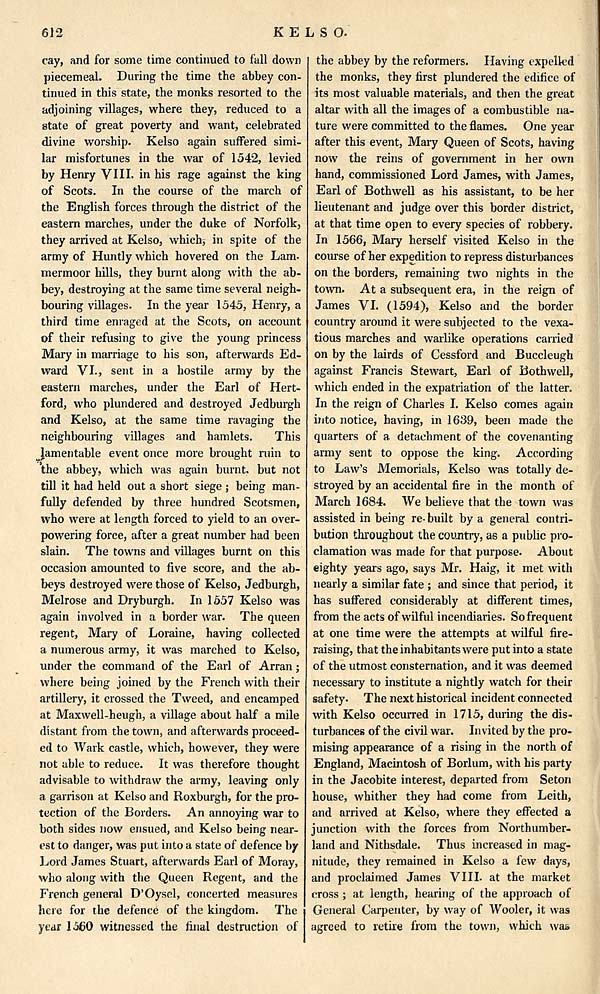 612
KELSO.
cay, and for some time continued to fall down
piecemeal. During the time the abbey con-
tinued in this state, the monks resorted to the
adjoining villages, where they, reduced to a
state of great poverty and want, celebrated
divine worship. Kelso again suffered simi-
lar misfortunes in the war of 1542, levied
by Henry VIII. in his rage against the king
of Scots. In the course of the march of
the English forces through the district of the
eastern marches, under the duke of Norfolk,
they arrived at Kelso, which, in spite of the
army of Huntly which hovered on the Lam-
mermoor hills, they burnt along with the ab-
bey, destroying at the same time several neigh-
bouring villages. In the year 1545, Henry, a
third time enraged at the Scots, on account
of their refusing to give the young princess
Mary in marriage to his son, afterwards Ed-
ward VI., sent in a hostile army by the
eastern marches, under the Earl of Hert-
ford, who plundered and destroyed Jedburgh
and Kelso, at the same time ravaging the
neighbouring villages and hamlets. This
lamentable event once more brought ruin to
the abbey, which was again burnt. but not
till it had held out a short siege; being man-
fully defended by three hundred Scotsmen,
who were at length forced to yield to an over-
powering force, after a great number had been
slain. The towns and villages burnt on this
occasion amounted to five score, and the ab-
beys destroyed were those of Kelso, Jedburgh,
Melrose and Dryburgh. In 1557 Kelso was
again involved in a border war. The queen
regent, Mary of Loraine, having collected
a numerous army, it was marched to Kelso,
under the command of the Earl of Arran;
where being joined by the French with their
artillery, it crossed the Tweed, and encamped
at Maxwell-heugh, a village about half a mile
distant from the town, and afterwards proceed-
ed to Wark castle, which, however, they were
not able to reduce. It was therefore thought
advisable to withdraw the army, leaving only
a garrison at Kelso and Roxburgh, for the pro-
tection of the Borders. An annoying war to
both sides now ensued, and Kelso being near-
est to danger, was put into a state of defence by
Lord James Stuart, afterwards Earl of Moray,
who along with the Queen Regent, and the
French general D'Oysel, concerted measures
here for the defence of the kingdom. The
year 1560 witnessed the final destruction of
the abbey by the reformers. Having expelled
the monks, they first plundered the edifice of
its most valuable materials, and then the great
altar with all the images of a combustible na-
ture were committed to the flames. One year
after this event, Mary Queen of Scots, having
now the reins of government in her own
hand, commissioned Lord James, with James,
Earl of Bothwell as his assistant, to be her
lieutenant and judge over this border district,
at that time open to every species of robbery.
In 1566, Mary herself visited Kelso in the
course of her expedition to repress disturbances
on the borders, remaining two nights in the
town. At a subsequent era, in the reign of
James VI. (1594), Kelso and the border
country around it were subjected to the vexa-
tious marches and warlike operations carried
on by the lairds of Cessford and Buccleugh
against Francis Stewart, Earl of Bothwell,
which ended in the expatriation of the latter.
In the reign of Charles I. Kelso comes again
into notice, having, in 1639, been made the
quarters of a detachment of the covenanting
army sent to oppose the king. According
to Law's Memorials, Kelso was totally de-
stroyed by an accidental fire in the month of
March 1684. We believe that the town was
assisted in being re-built by a general contri-
bution throughout the country, as a public pro-
clamation was made for that purpose. About
eighty years ago, says Mr. Haig, it met with
nearly a similar fate; and since that period, it
has suffered considerably at different times,
from the acts of wilful incendiaries. So frequent
at one time were the attempts at wilful fire-
raising, that the inhabitants were put into a state
of the utmost consternation, and it was deemed
necessary to institute a nightly watch for their
safety. The next historical incident connected
with Kelso occurred in 1715, during the dis-
turbances of the civil war. Invited by the pro-
mising appearance of a rising in the north of
England, Macintosh of Borlum, with his party
in the Jacobite interest, departed from Seton
house, whither they had come from Leith,
and arrived at Kelso, where they effected a
junction with the forces from Northumber-
land and Nithsdale. Thus increased in mag-
nitude, they remained in Kelso a few days,
and proclaimed James VIII. at the market
cross; at length, hearing of the approach of
General Carpenter, by way of Wooler, it was
agreed to retire from the town, which was